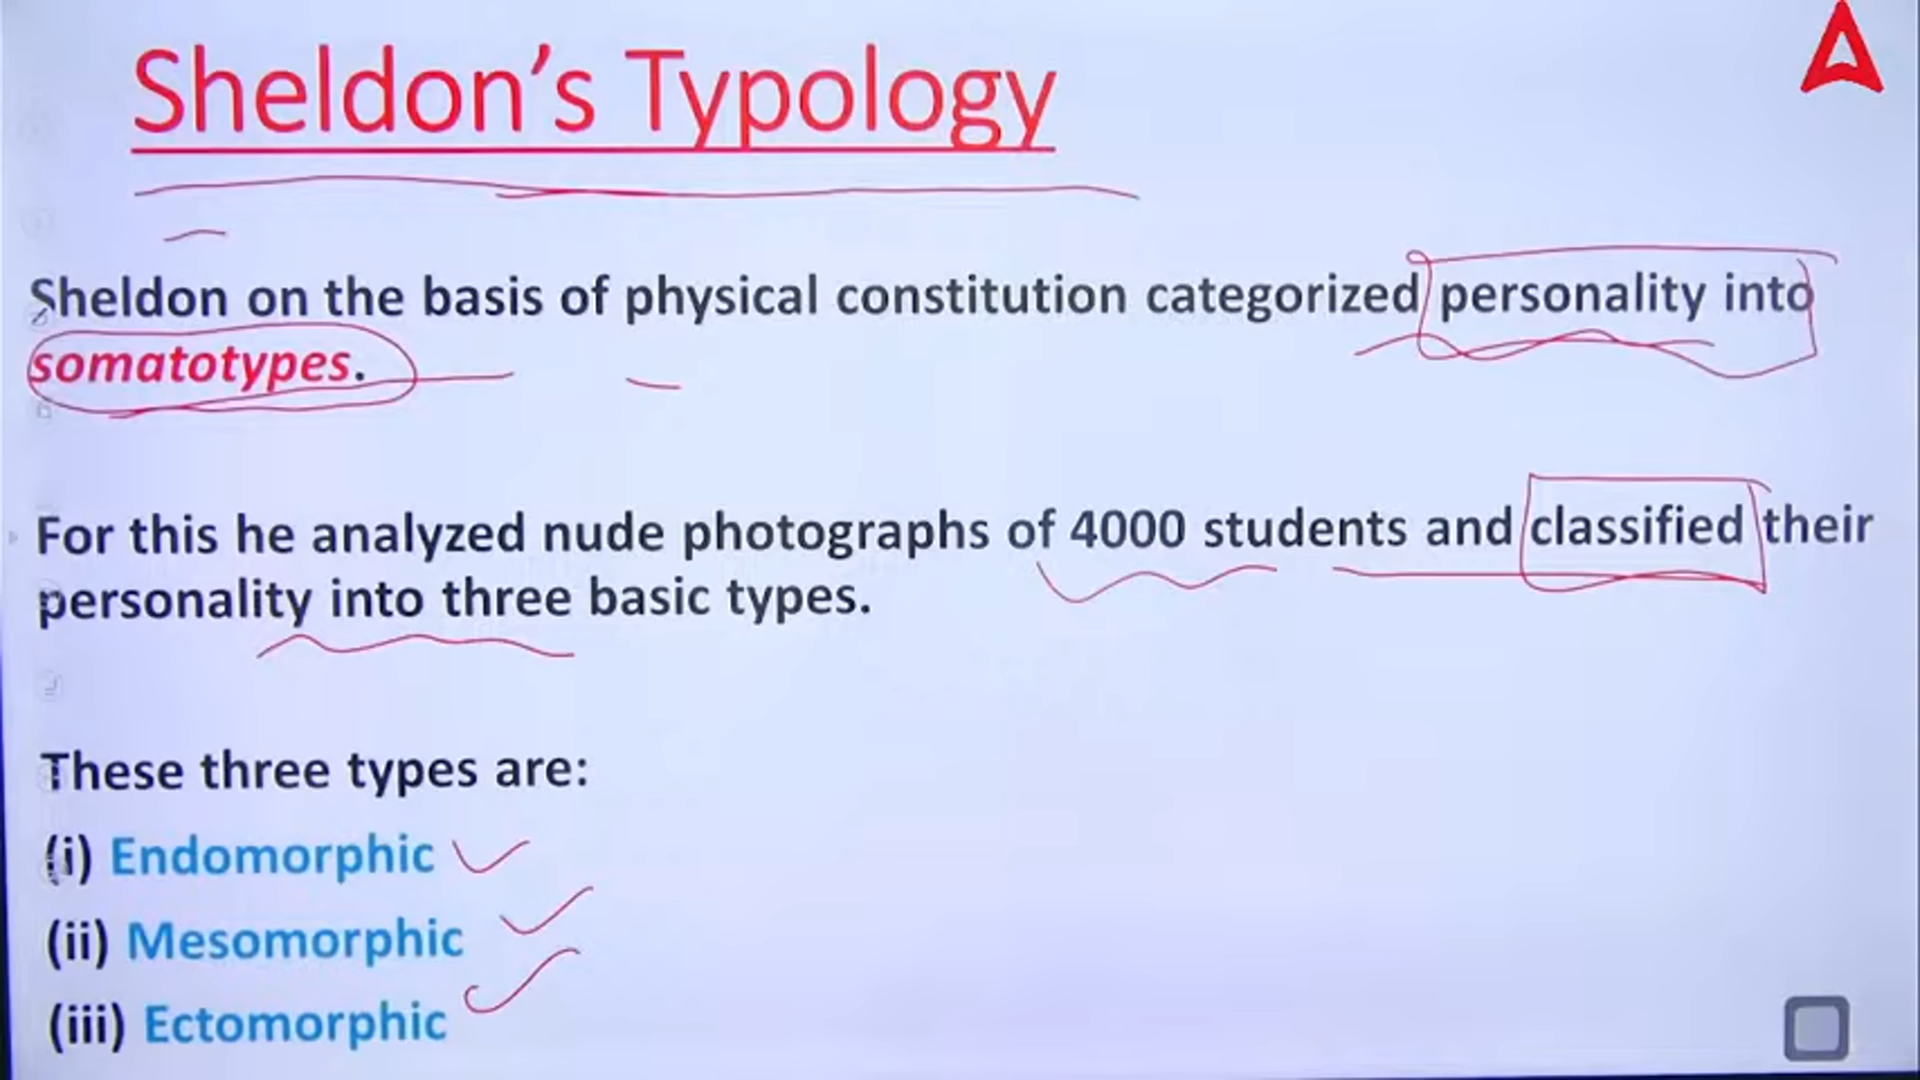 Sheldon’s Typology
Sheldon on the basis of physical constitution categorized personality into
somatotypes.
For this he analyzed nude photographs of 4000 students and classified their
personality into three basic types.
These three types are:
(i) Endomorphic
(ii) Mesomorphic
(iii) Ectomorphic